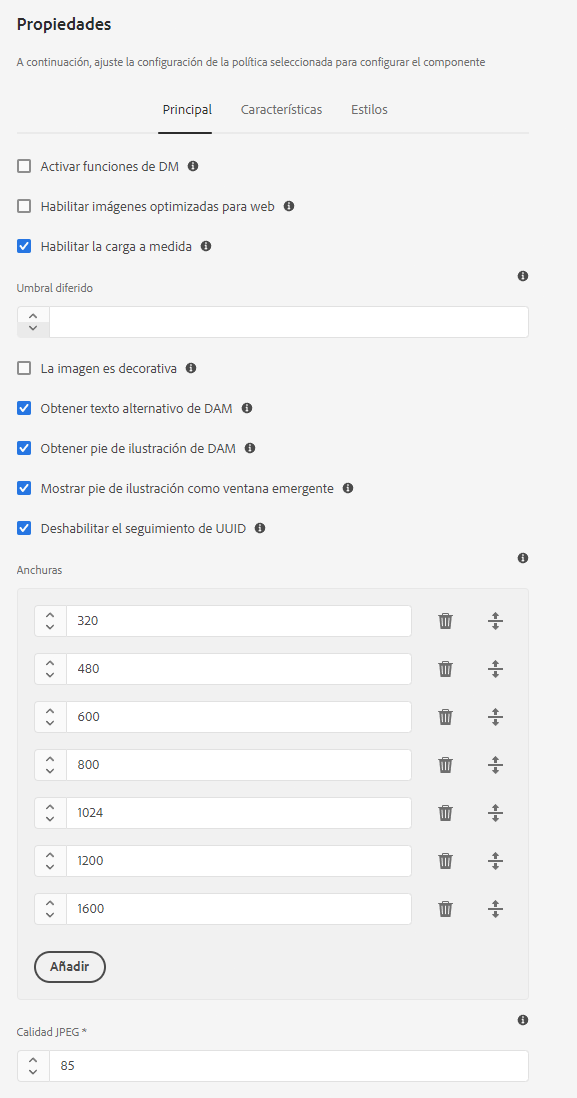 Propiedades
A continuación, ajuste la configuración de la política seleccionada para configurar el componente
Principal
Características
Estilos
Activar funciones de DM
Habilitar imágenes optimizadas para web
Habilitar la carga a medida
Umbral diferido
La imagen es decorativa
Obtener texto alternativo de DAM
Obtener pie de ilustración de DAM
Mostrar pie de ilustración como ventana emergente
Deshabilitar el seguimiento de UUID
Anchuras
320
480
600
800
1024
1200
1600
Añadir
Calidad JPEG *
85